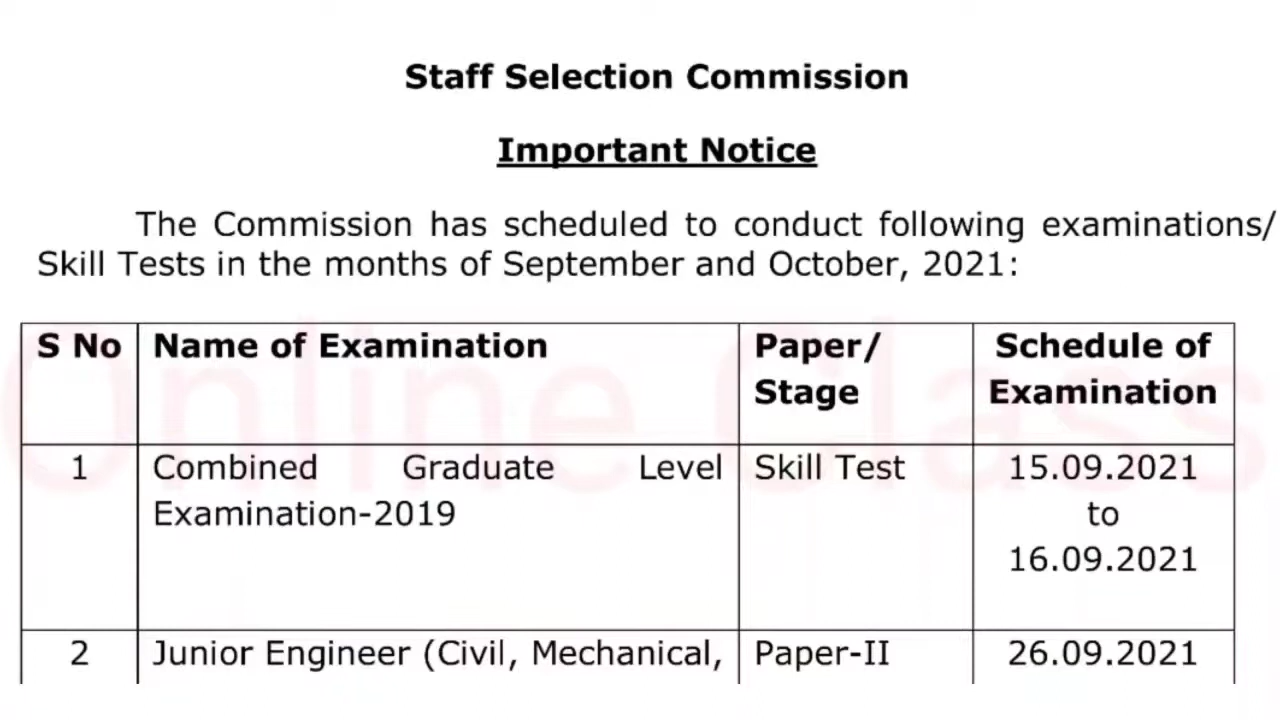 Staff Selection Commission
Important Notice
The Commission has scheduled to conduct following examinations/
Skill Tests in the months of September and October, 2021:
S No Name of Examination Paper/ Schedule of
Stage Examination
1 Combined Graduate Level Skill Test 15.09.2021
Examination-2019 to
16.09.2021
2 Junior Engineer (Civil, Mechanical, Paper-II 26.09.2021
Online Class